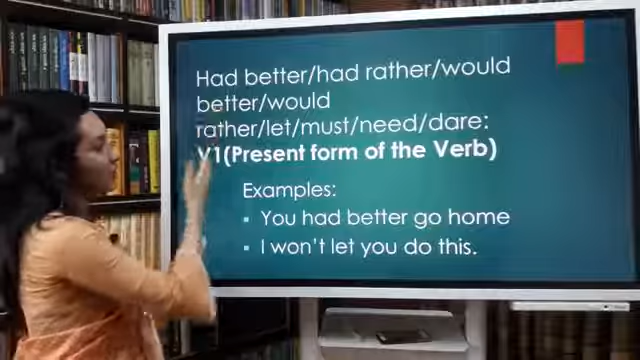 Had better/had rather/would
better/would
rather/let/must/need/dare:
V1(Present form of the Verb)
Examples:
▪ You had better go home
▪ I won't let you do this.